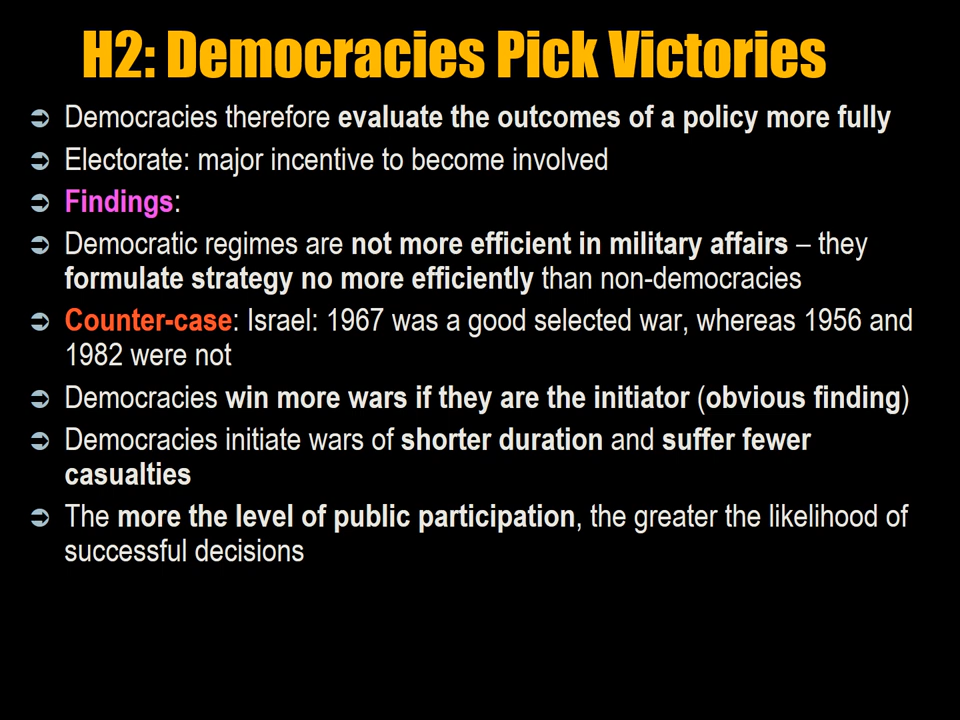 H2: Democracies Pick Victories
Democracies therefore evaluate the outcomes of a policy more fully
Electorate: major incentive to become involved
Findings:
Democratic regimes are not more efficient in military affairs – they
formulate strategy no more efficiently than non-democracies
Counter-case: Israel: 1967 was a good selected war, whereas 1956 and
1982 were not
Democracies win more wars if they are the initiator (obvious finding)
Democracies initiate wars of shorter duration and suffer fewer
casualties
The more the level of public participation, the greater the likelihood of
successful decisions